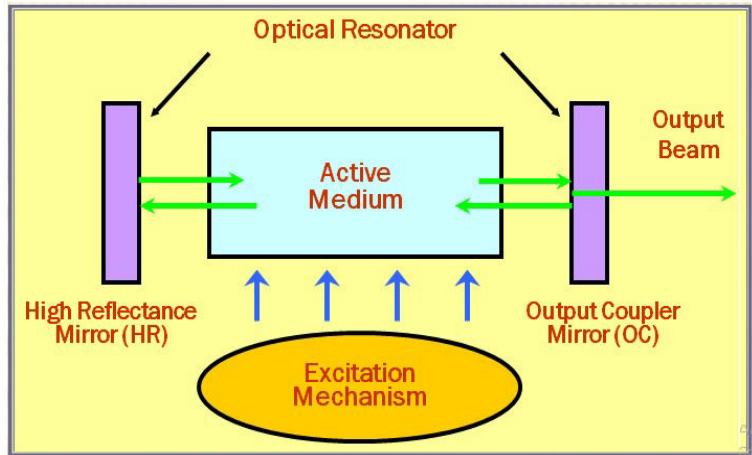 Optical Resonator
Output
Beam
Active
Medium
High Reflectance
Mirror (HR)
Output Coupler
Mirror (OC)
Excitation
Mechanism